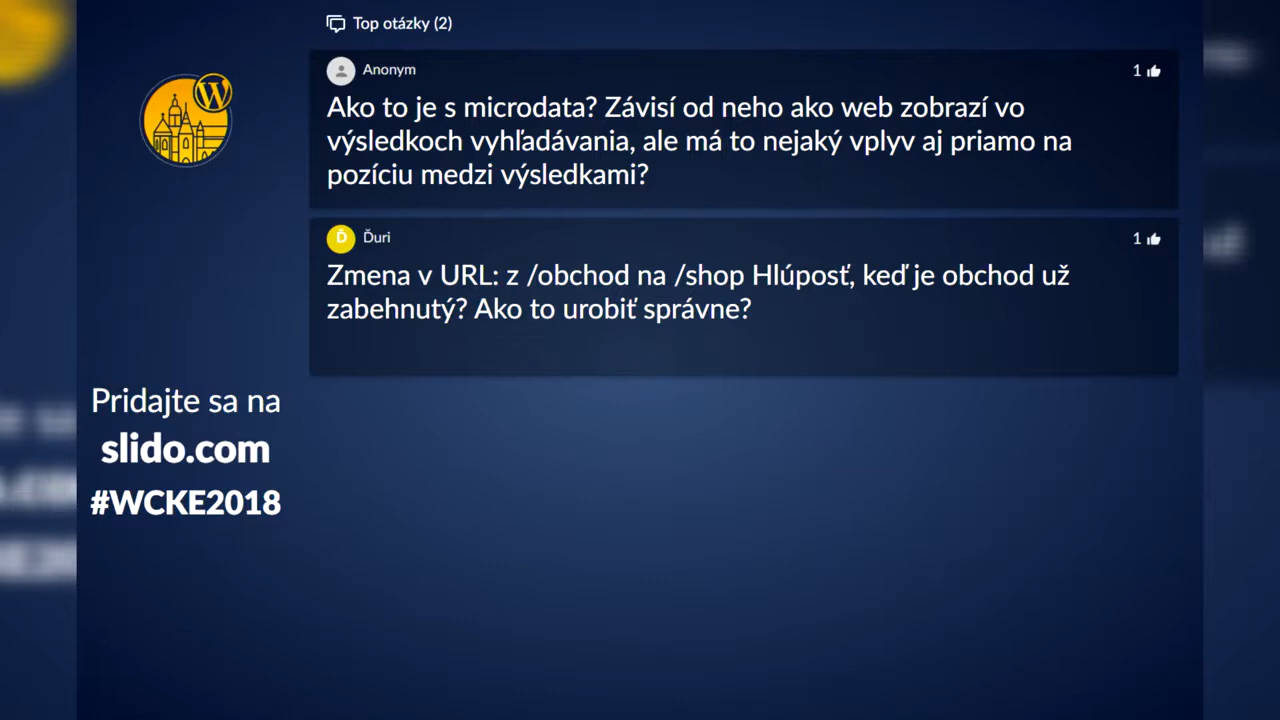 Top otázky (2)
Anonym
1
Ako to je s microdata? Závisí od neho ako web zobrazí vo
výsledkoch vyhľadávania, ale má to nejaký vplyv aj priamo na
pozíciu medzi výsledkami?
Ď
Ďuri
1
Zmena v URL: z /obchod na /shop Hlúposť, keď je obchod už
zabehnutý? Ako to urobiť správne?
Pridajte sa na
slido.com
#WCKE2018